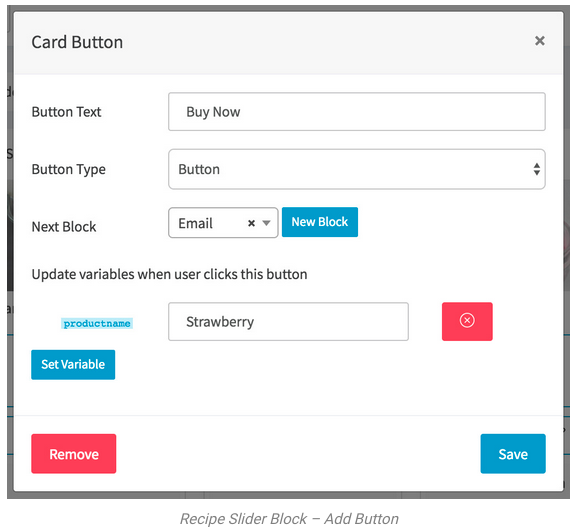 Card Button ×
Button Text Buy Now
Button Type Button
Next Block Email × New Block
Update variables when user clicks this button
productname Strawberry
Set Variable
Remove Save
Recipe Slider Block – Add Button